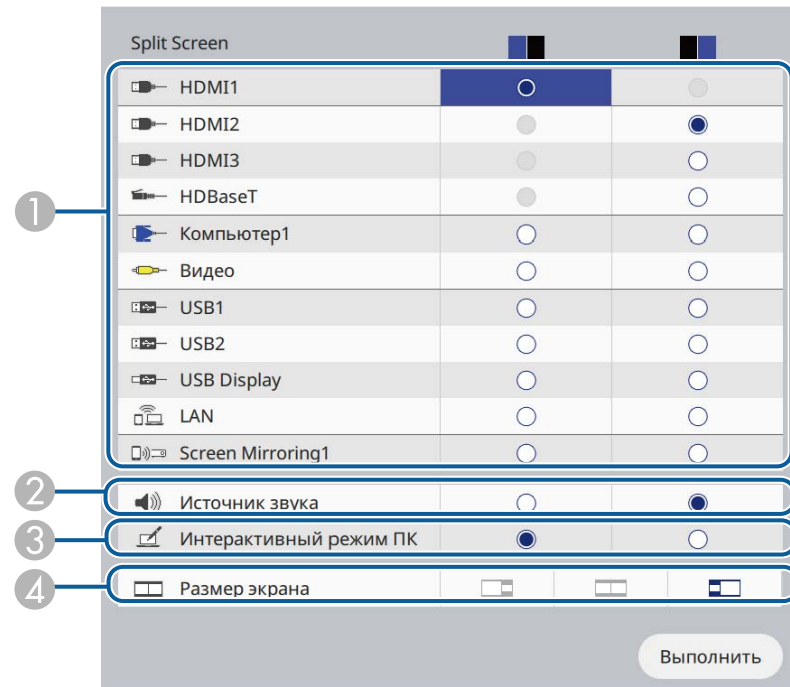 Split Screen
HDMI1
HDMI2
HDMI3
HDBaseT
1
Компьютер1
Видео
USB1
USB2
USB Display
LAN
Screen Mirroring1
2 Источник звука
3 Интерактивный режим ПК
4 Размер экрана
Выполнить